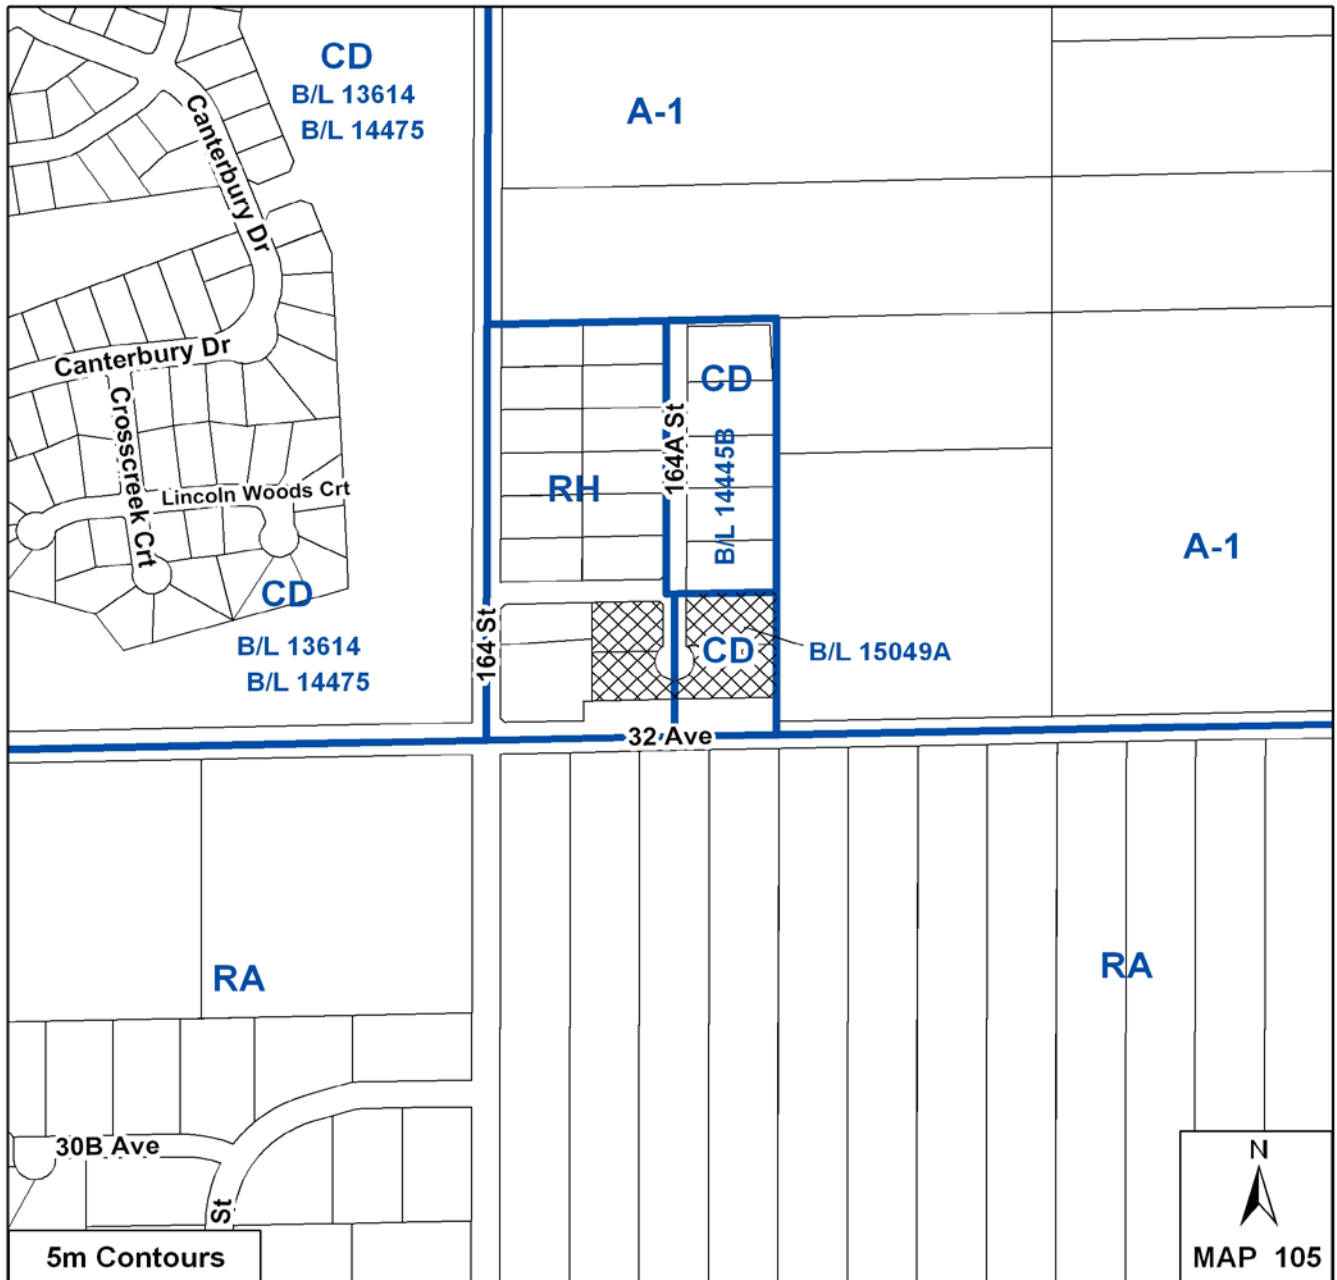 CD
B/L 13614
B/L 14475
A-1
Canterbury Dr
Canterbury Dr
Crosscreek Crt
Lincoln Woods Crt
CD
B/L 13614
B/L 14475
164 St
RH
164A St
CD
B/L 14445B
A-1
CD
B/L 15049A
32 Ave
RA
RA
30B Ave
St
5m Contours
N
MAP 105